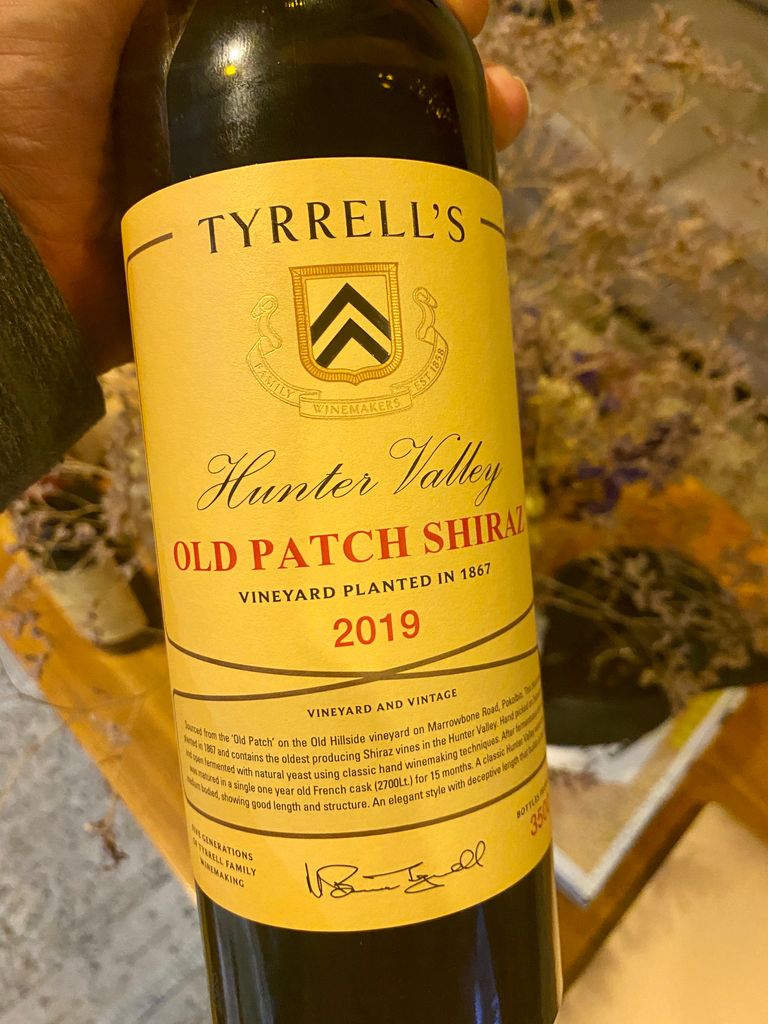 TYRRELL'S
FAMILY WINEMAKERS EST 1858
Hunter Valley
OLD PATCH SHIRAZ
VINEYARD PLANTED IN 1867
2019
VINEYARD AND VINTAGE
Sourced from the 'Old Patch' on the Old Hillside vineyard on Marrowbone Road, Pokolbin. This
planted in 1867 and contains the oldest producing Shiraz vines in the Hunter Valley. Hand picked
and open fermented with natural yeast using classic hand winemaking techniques. After fermentation
was matured in a single one year old French cask (2700Lt.) for 15 months. A classic Hunter Valley
medium bodied, showing good length and structure. An elegant style with deceptive length that
BOTTLES
350
FIVE GENERATIONS
OF TYRRELL FAMILY
WINEMAKING